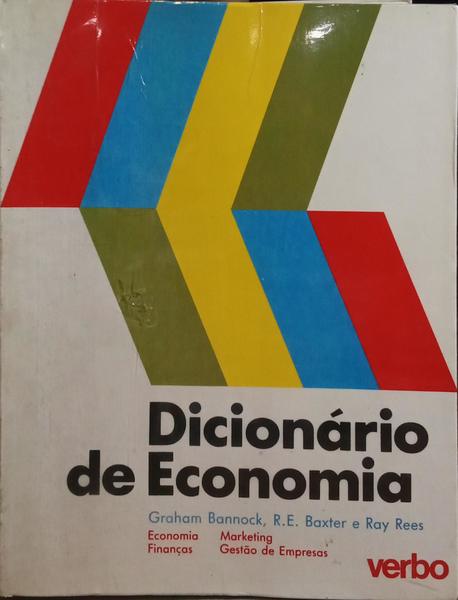 Dicionário
de Economia
Graham Bannock, R.E. Baxter e Ray Rees
Economia Marketing
Finanças Gestão de Empresas
verbo